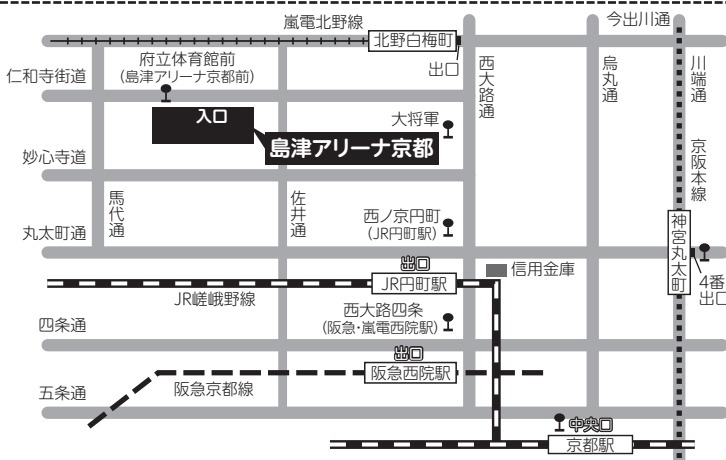 嵐電北野線
今出川通
北野白梅町
出口
仁和寺街道
府立体育館前
(島津アリーナ京都前)
西大路通
烏丸通
川端通
入口
大将軍
島津アリーナ京都
妙心寺道
京阪本線
馬代通
佐井通
西ノ京円町
(JR円町駅)
丸太町通
神宮丸太町
4番
出口
出口
JR円町駅
信用金庫
JR嵯峨野線
西大路四条
(阪急・嵐電西院駅)
四条通
出口
阪急西院駅
阪急京都線
五条通
中央口
京都駅